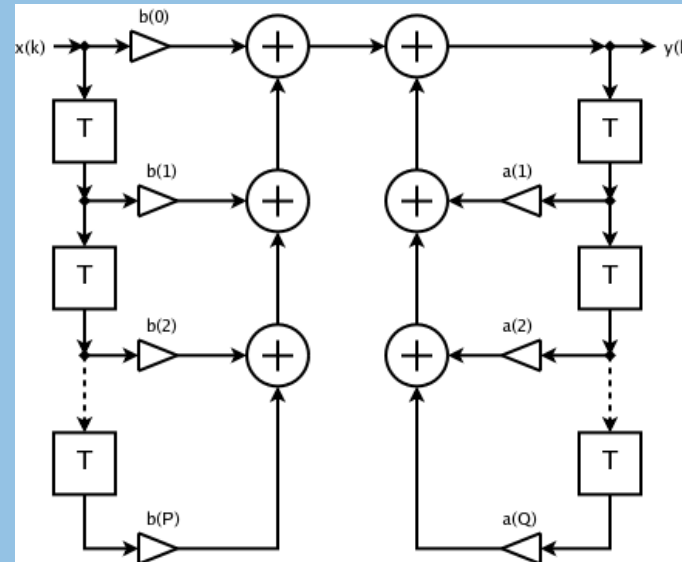 b(0)
x(k)
y(
T
T
b(1)
a(1)
T
T
b(2)
a(2)
T
T
b(P)
a(Q)